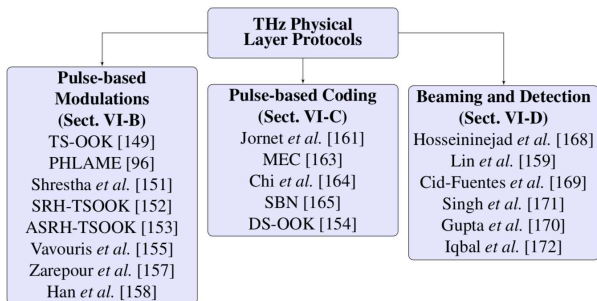 THz Physical
Layer Protocols
Pulse-based
Modulations
(Sect. VI-B)
TS-OOK [149]
PHLAME [96]
Shrestha et al. [151]
SRH-TSOOK [152]
ASRH-TSOOK [153]
Vavouris et al. [155]
Zarepour et al. [157]
Han et al. [158]
Pulse-based Coding
(Sect. VI-C)
Jornet et al. [161]
MEC [163]
Chi et al. [164]
SBN [165]
DS-OOK [154]
Beaming and Detection
(Sect. VI-D)
Hosseininejad et al. [168]
Lin et al. [159]
Cid-Fuentes et al. [169]
Singh et al. [171]
Gupta et al. [170]
Iqbal et al. [172]